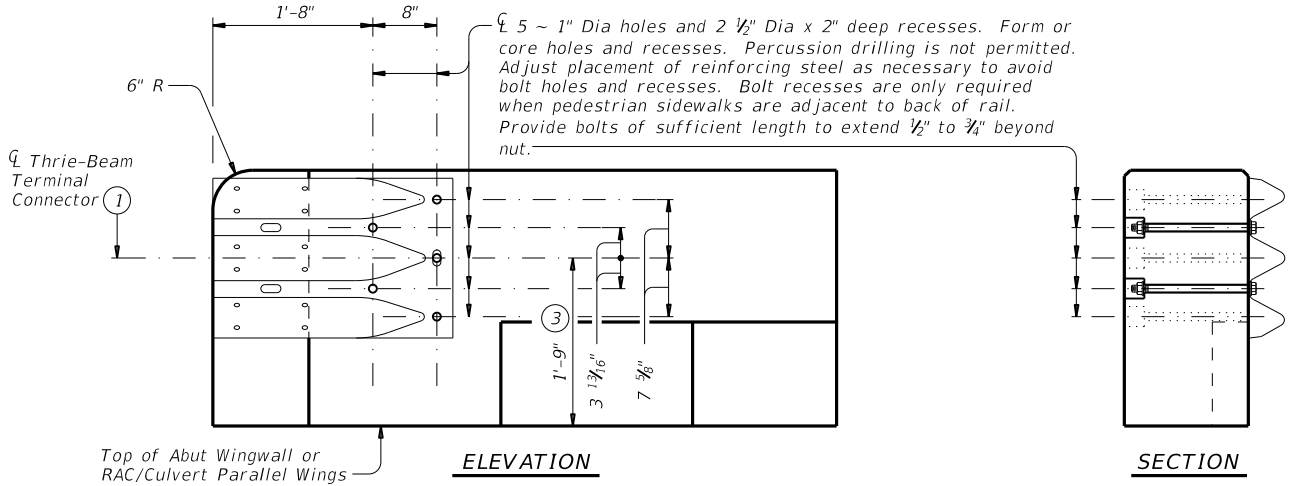 1'-8"
8"
℄ 5 ~ 1" Dia holes and 2 ½" Dia x 2" deep recesses. Form or
core holes and recesses. Percussion drilling is not permitted.
Adjust placement of reinforcing steel as necessary to avoid
bolt holes and recesses. Bolt recesses are only required
when pedestrian sidewalks are adjacent to back of rail.
Provide bolts of sufficient length to extend ½" to ¾" beyond
nut.
6" R
℄ Thrie-Beam
Terminal
Connector 1
3
1'-9"
3 13/16"
7 5/8"
Top of Abut Wingwall or
RAC/Culvert Parallel Wings
ELEVATION
SECTION